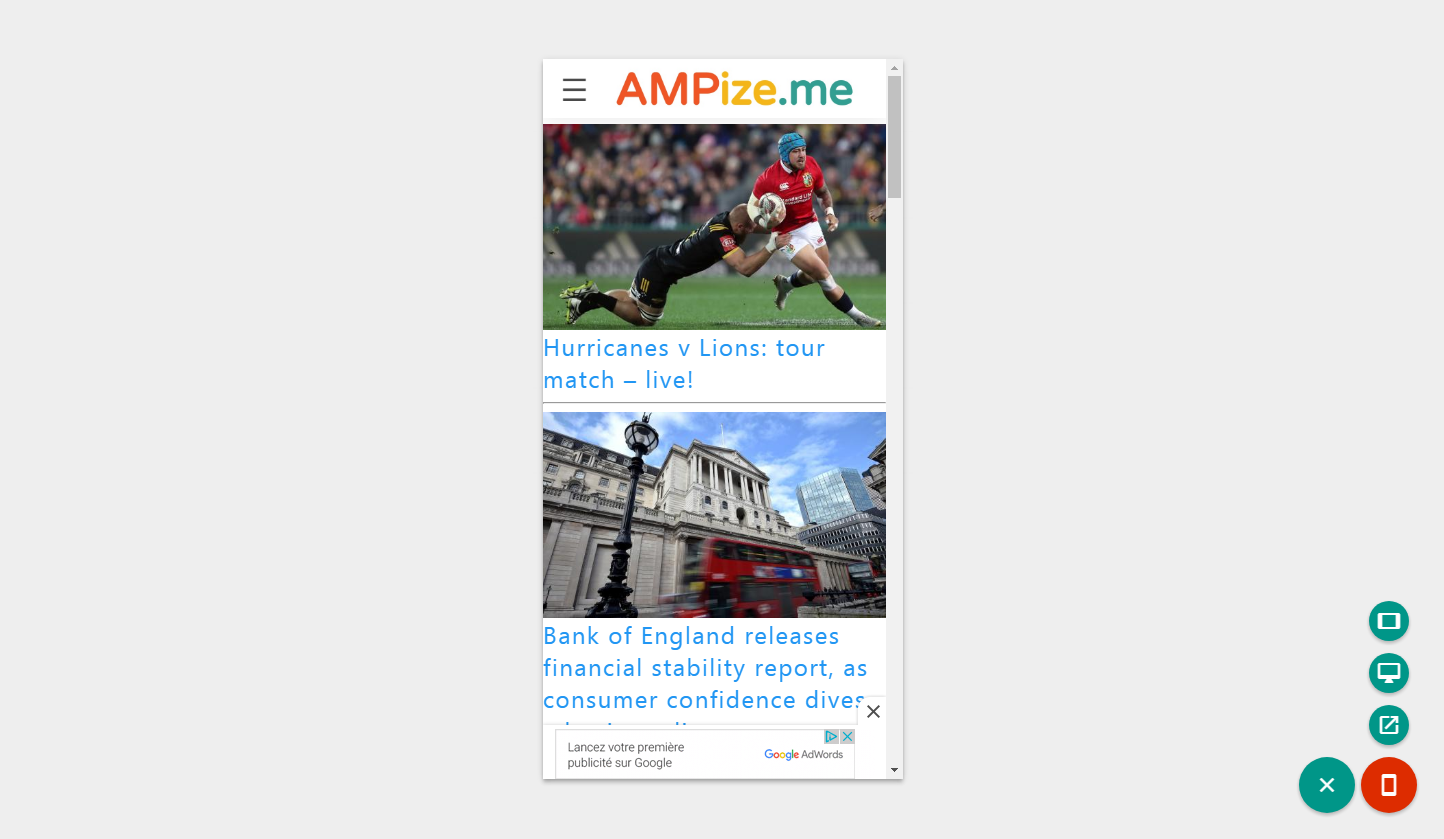 AMPize.me
Hurricanes v Lions: tour
match – live!
Bank of England releases
financial stability report, as
consumer confidence dives
Lancez votre première
publicité sur Google
Google AdWords